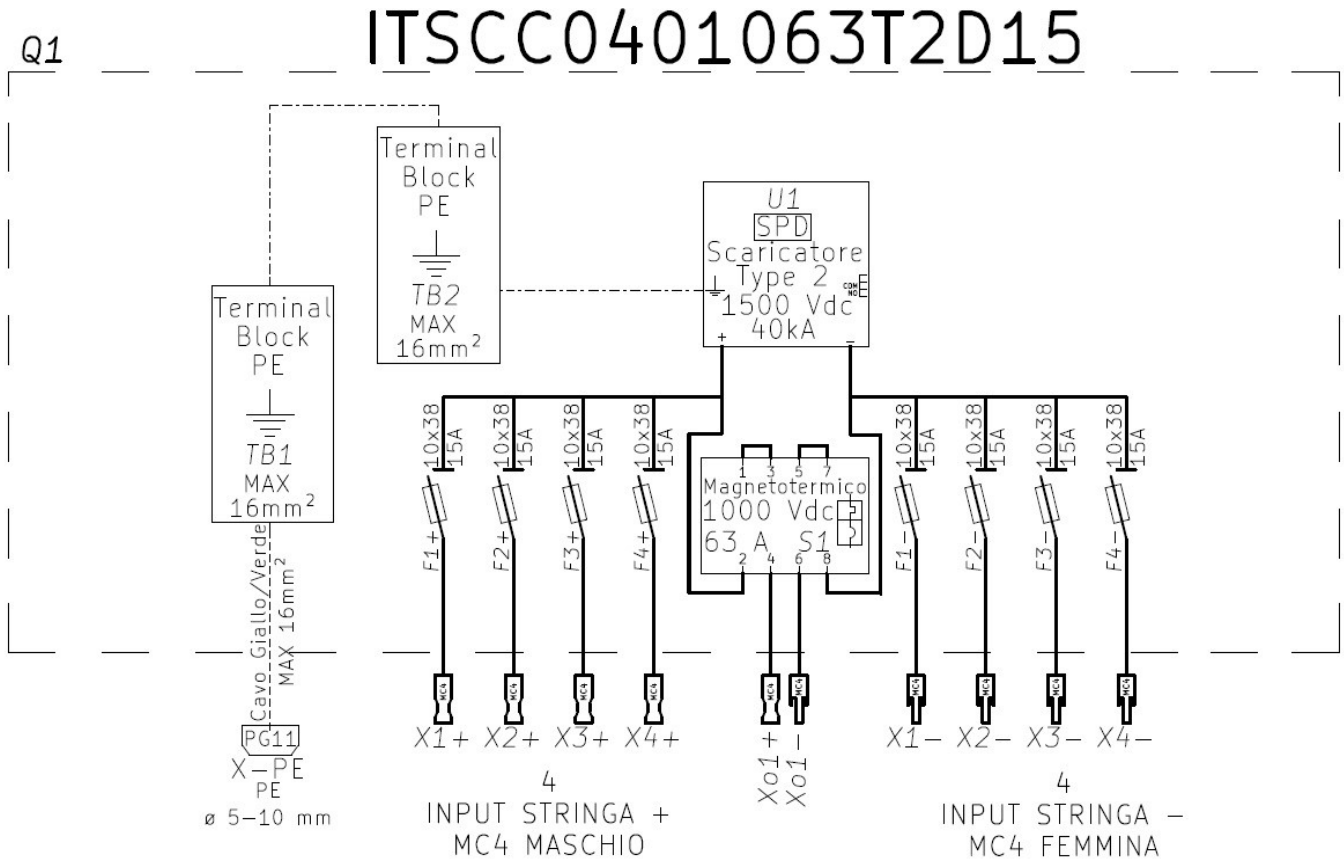 Q1
ITSCC0401063T2D15
Terminal
Block
PE
TB2
MAX
16mm²
U1
SPD
Scaricatore
Type 2
1500 Vdc
40kA
COM
NO
+
-
Terminal
Block
PE
TB1
MAX
16mm²
Cavo Giallo/Verde
MAX 16mm²
PG11
X-PE
PE
ø 5-10 mm
10x38
15A
F1+
10x38
15A
F2+
10x38
15A
F3+
10x38
15A
F4+
1 3 5 7
Magnetotermico
1000 Vdc
63 A S1
2 4 6 8
10x38
15A
F1-
10x38
15A
F2-
10x38
15A
F3-
10x38
15A
F4-
MC4 MC4 MC4 MC4 MC4 MC4 MC4 MC4 MC4 MC4
X1+ X2+ X3+ X4+
Xo1+
Xo1-
X1- X2- X3- X4-
4
INPUT STRINGA +
MC4 MASCHIO
4
INPUT STRINGA -
MC4 FEMMINA